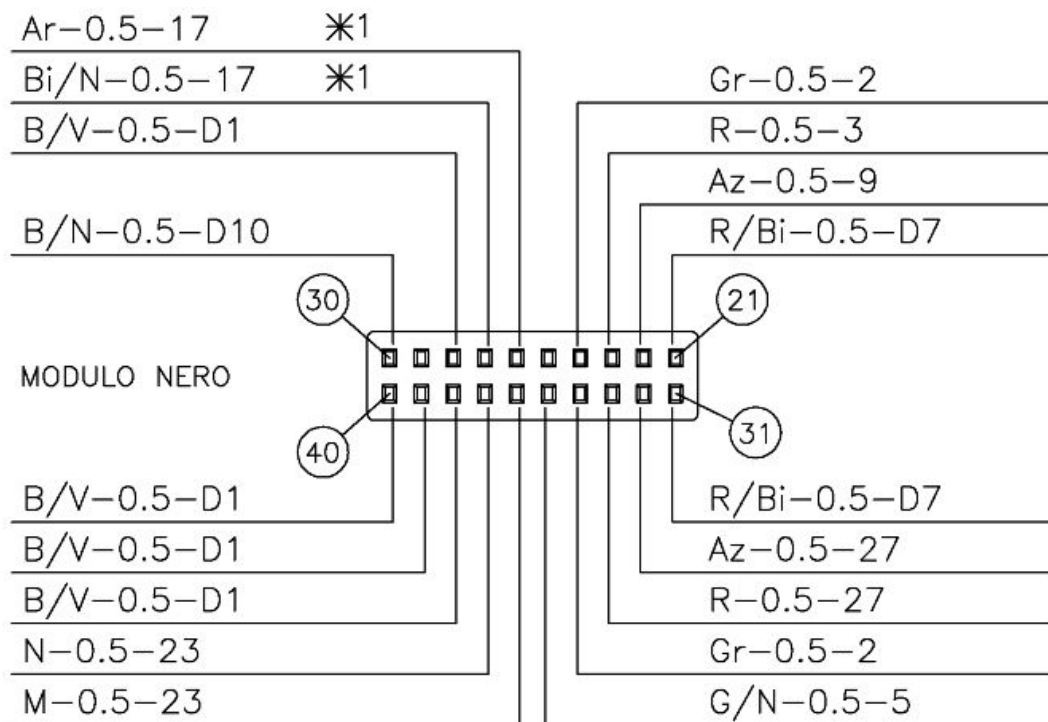 Ar-0.5-17 ✳1
Bi/N-0.5-17 ✳1
B/V-0.5-D1
B/N-0.5-D10
Gr-0.5-2
R-0.5-3
Az-0.5-9
R/Bi-0.5-D7
30
21
MODULO NERO
40
31
B/V-0.5-D1
B/V-0.5-D1
B/V-0.5-D1
N-0.5-23
M-0.5-23
R/Bi-0.5-D7
Az-0.5-27
R-0.5-27
Gr-0.5-2
G/N-0.5-5